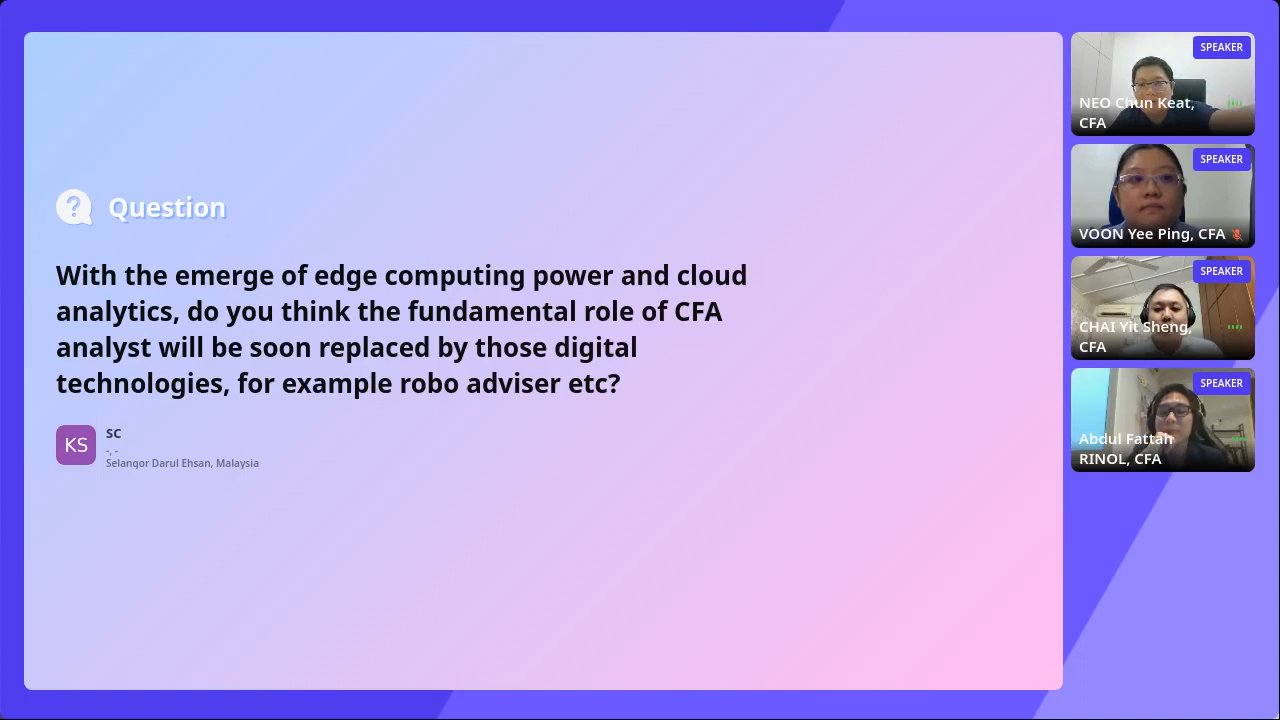 Question
With the emerge of edge computing power and cloud
analytics, do you think the fundamental role of CFA
analyst will be soon replaced by those digital
technologies, for example robo adviser etc?
KS
SC
-, -
Selangor Darul Ehsan, Malaysia
SPEAKER
NEO Chun Keat,
CFA
SPEAKER
VOON Yee Ping, CFA
SPEAKER
CHAI Yit Sheng,
CFA
SPEAKER
Abdul Fattah
RINOL, CFA